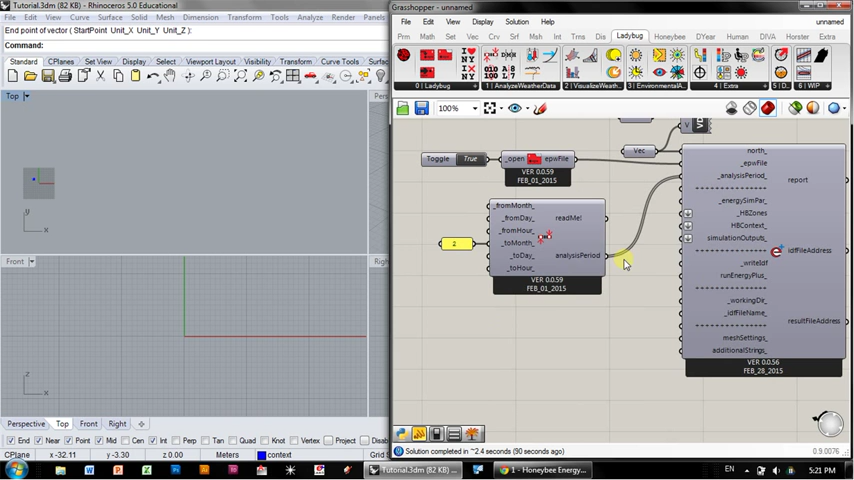 Tutorial.3dm (82 KB) - Rhinoceros 5.0 Educational
File Edit View Curve Surface Solid Mesh Dimension Transform Tools
End point of vector ( StartPoint Unit_X Unit_Y Unit_Z ):
Command:
Standard CPlanes Set View Display Select Viewport Layout Visibility Transform Curve
Top
Front
Perspective Top Front Right
End Near Point Mid Cen Int Perp Tan Quad Knot Vertex Project Disable
CPlane x -32.11 y -3.30 z 0.00 Meters context Grid S
Grasshopper - unnamed
File Edit View Display Solution Help unnamed
Prm Math Set Vec Crv Srf Msh Int Trns Dis Ladybug Honeybee DYear Human DIVA Horster Extra
0 | Ladybug 1 | AnalyzeWeatherData 2 | VisualizeWeat... 3 | EnvironmentalA... 4 | Extra 5 | D... 6 | WIP
100%
V
Toggle True
_open epwFile
VER 0.0.59
FEB_01_2015
Vec
_fromMonth_
_fromDay_
_fromHour_
_toMonth_
_toDay_
_toHour_
readMe!
analysisPeriod
VER 0.0.59
FEB_01_2015
2
north_
_epwFile
_analysisPeriod_
_energySimPar_
_HBZones
HBContext_
simulationOutputs_
_writeIdf
runEnergyPlus_
_workingDir_
_idfFileName_
meshSettings_
additionalStrings_
report
idfFileAddress
resultFileAddress
VER 0.0.56
FEB_28_2015
Solution completed in ~2.4 seconds (90 seconds ago) 0.9.0076
Tutorial.3dm (82 KB) - ... 1 - Honeybee Energy... EN 5:21 PM